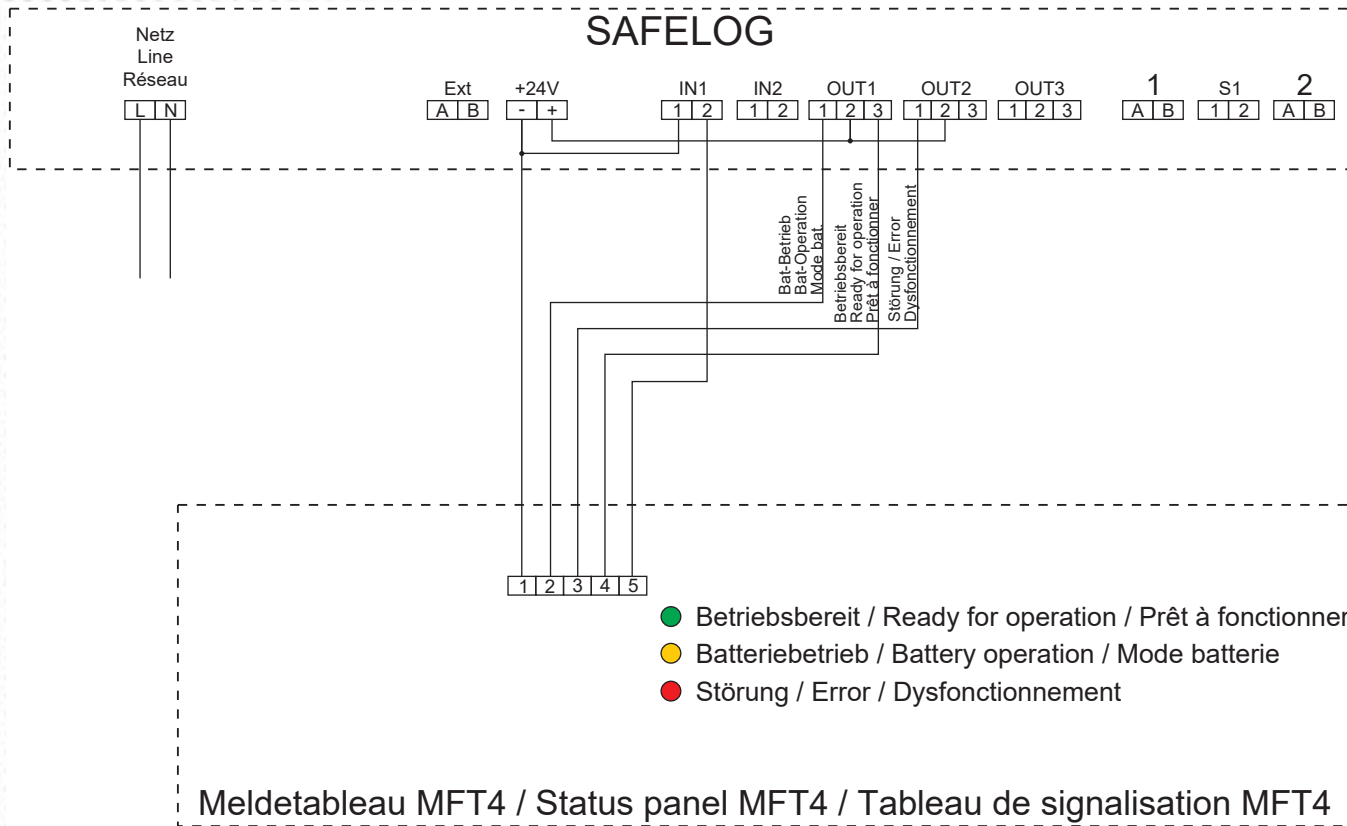 SAFELOG
Netz
Line
Réseau
L N
Ext
A B
+24V
- +
IN1
1 2
IN2
1 2
OUT1
1 2 3
OUT2
1 2 3
OUT3
1 2 3
1
A B
S1
1 2
2
A B
Bat-Betrieb
Bat-Operation
Mode bat.
Betriebsbereit
Ready for operation
Prêt à fonctionner
Störung / Error
Dysfonctionnement
1 2 3 4 5
Betriebsbereit / Ready for operation / Prêt à fonctionner
Batteriebetrieb / Battery operation / Mode batterie
Störung / Error / Dysfonctionnement
Meldetableau MFT4 / Status panel MFT4 / Tableau de signalisation MFT4